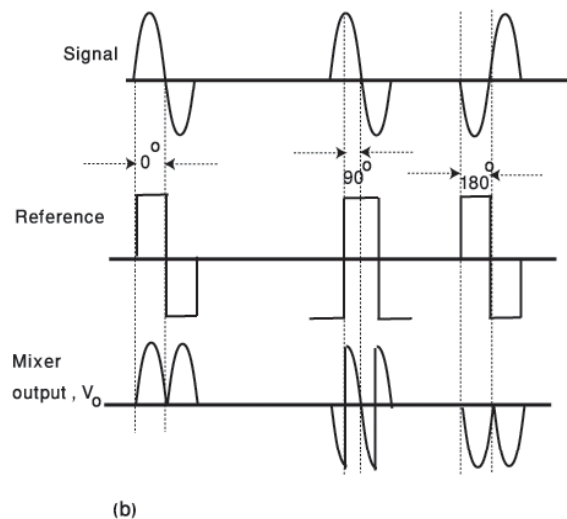 Signal
0°
90°
180°
Reference
Mixer
output , Vo
(b)